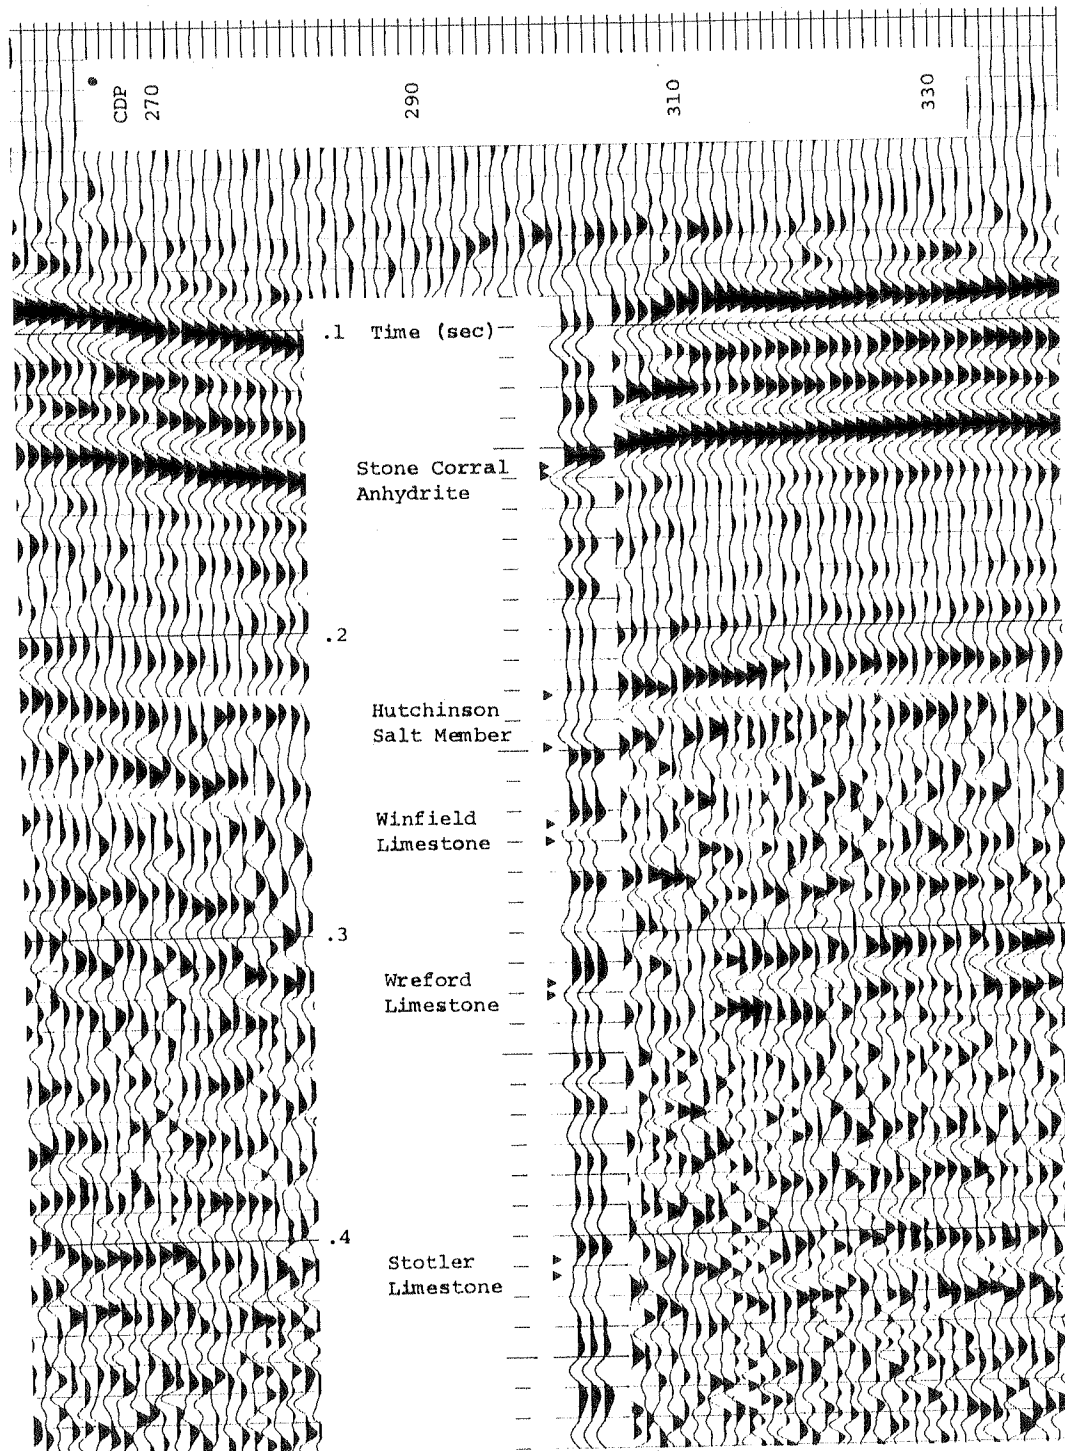 CDP
270
290
310
330
.1 Time (sec)
Stone Corral
Anhydrite
.2
Hutchinson
Salt Member
Winfield
Limestone
.3
Wreford
Limestone
.4
Stotler
Limestone